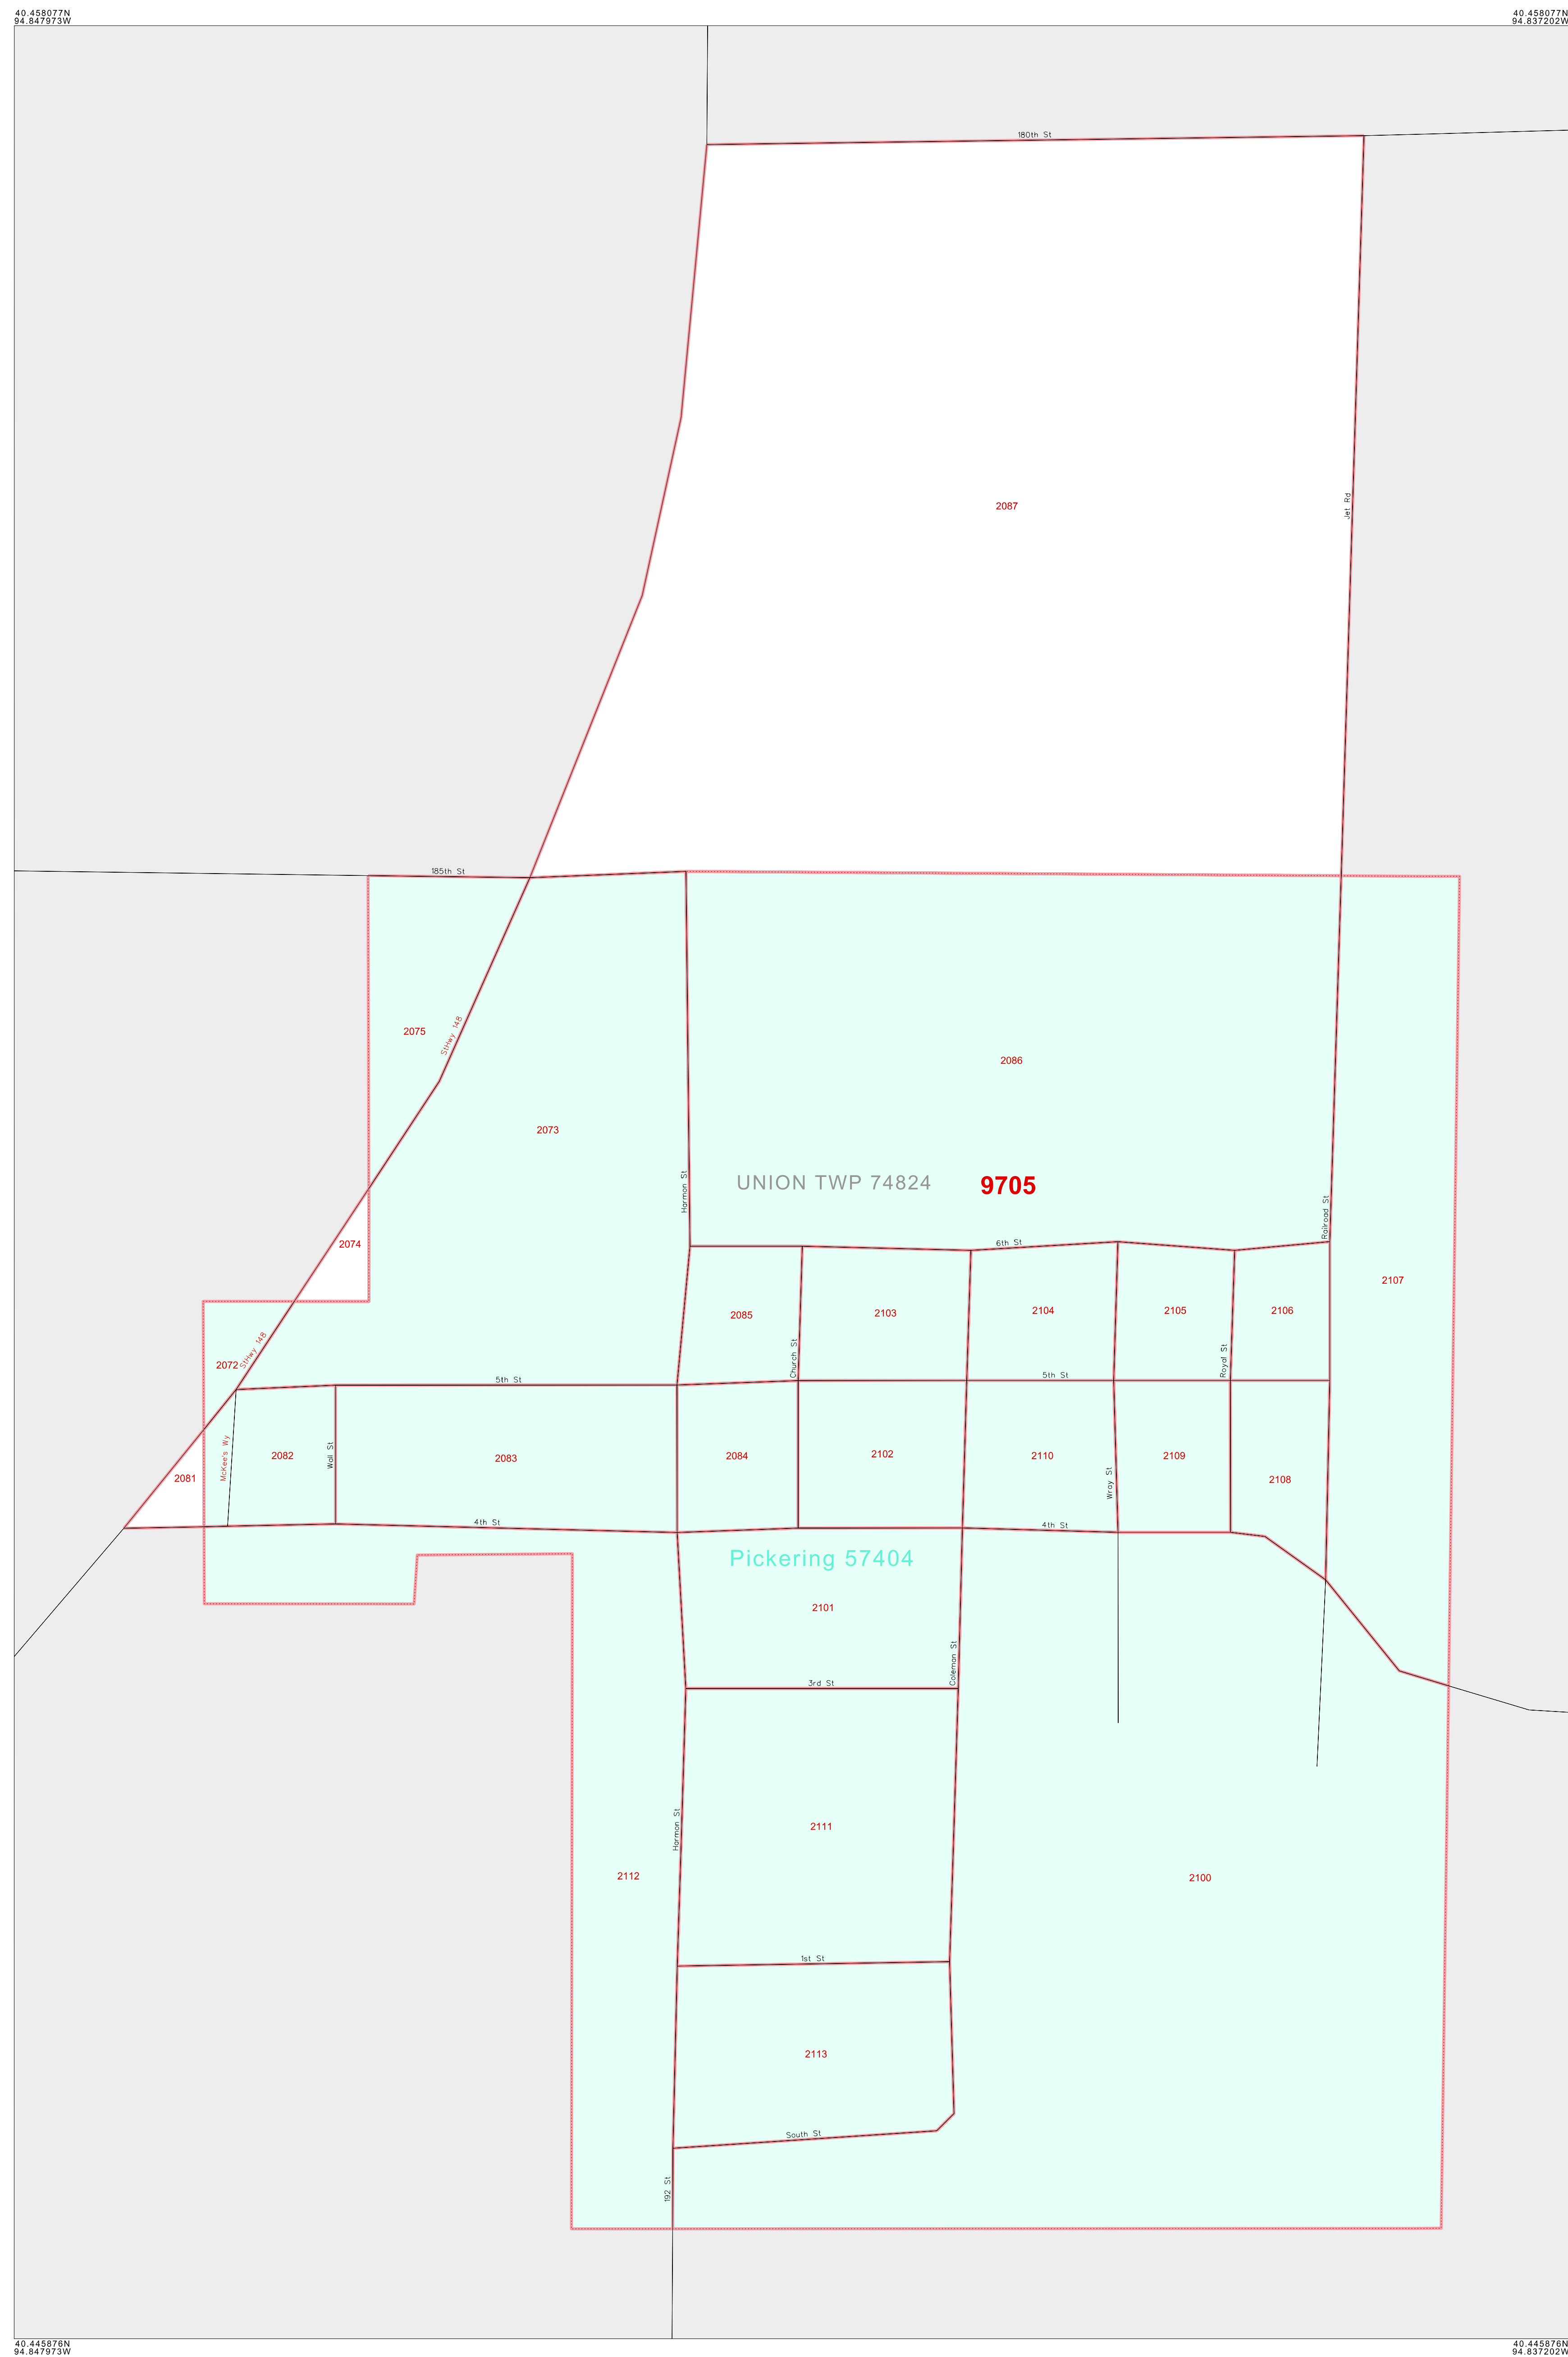 40.458077N
94.847973W
40.458077N
94.837202W
180th St
2087
Jet Rd
185th St
2075
StHwy 148
2086
2073
UNION TWP 74824
9705
Harmon St
Railroad St
2074
6th St
2107
2085
2103
2104
2105
2106
2072
StHwy 148
Church St
Royal St
5th St
5th St
2081
McKee's Wy
2082
Wall St
2083
2084
2102
2110
Wray St
2109
2108
4th St
4th St
Pickering 57404
2101
Coleman St
3rd St
Harmon St
2111
2112
2100
1st St
2113
South St
192 St
40.445876N
94.847973W
40.445876N
94.837202W